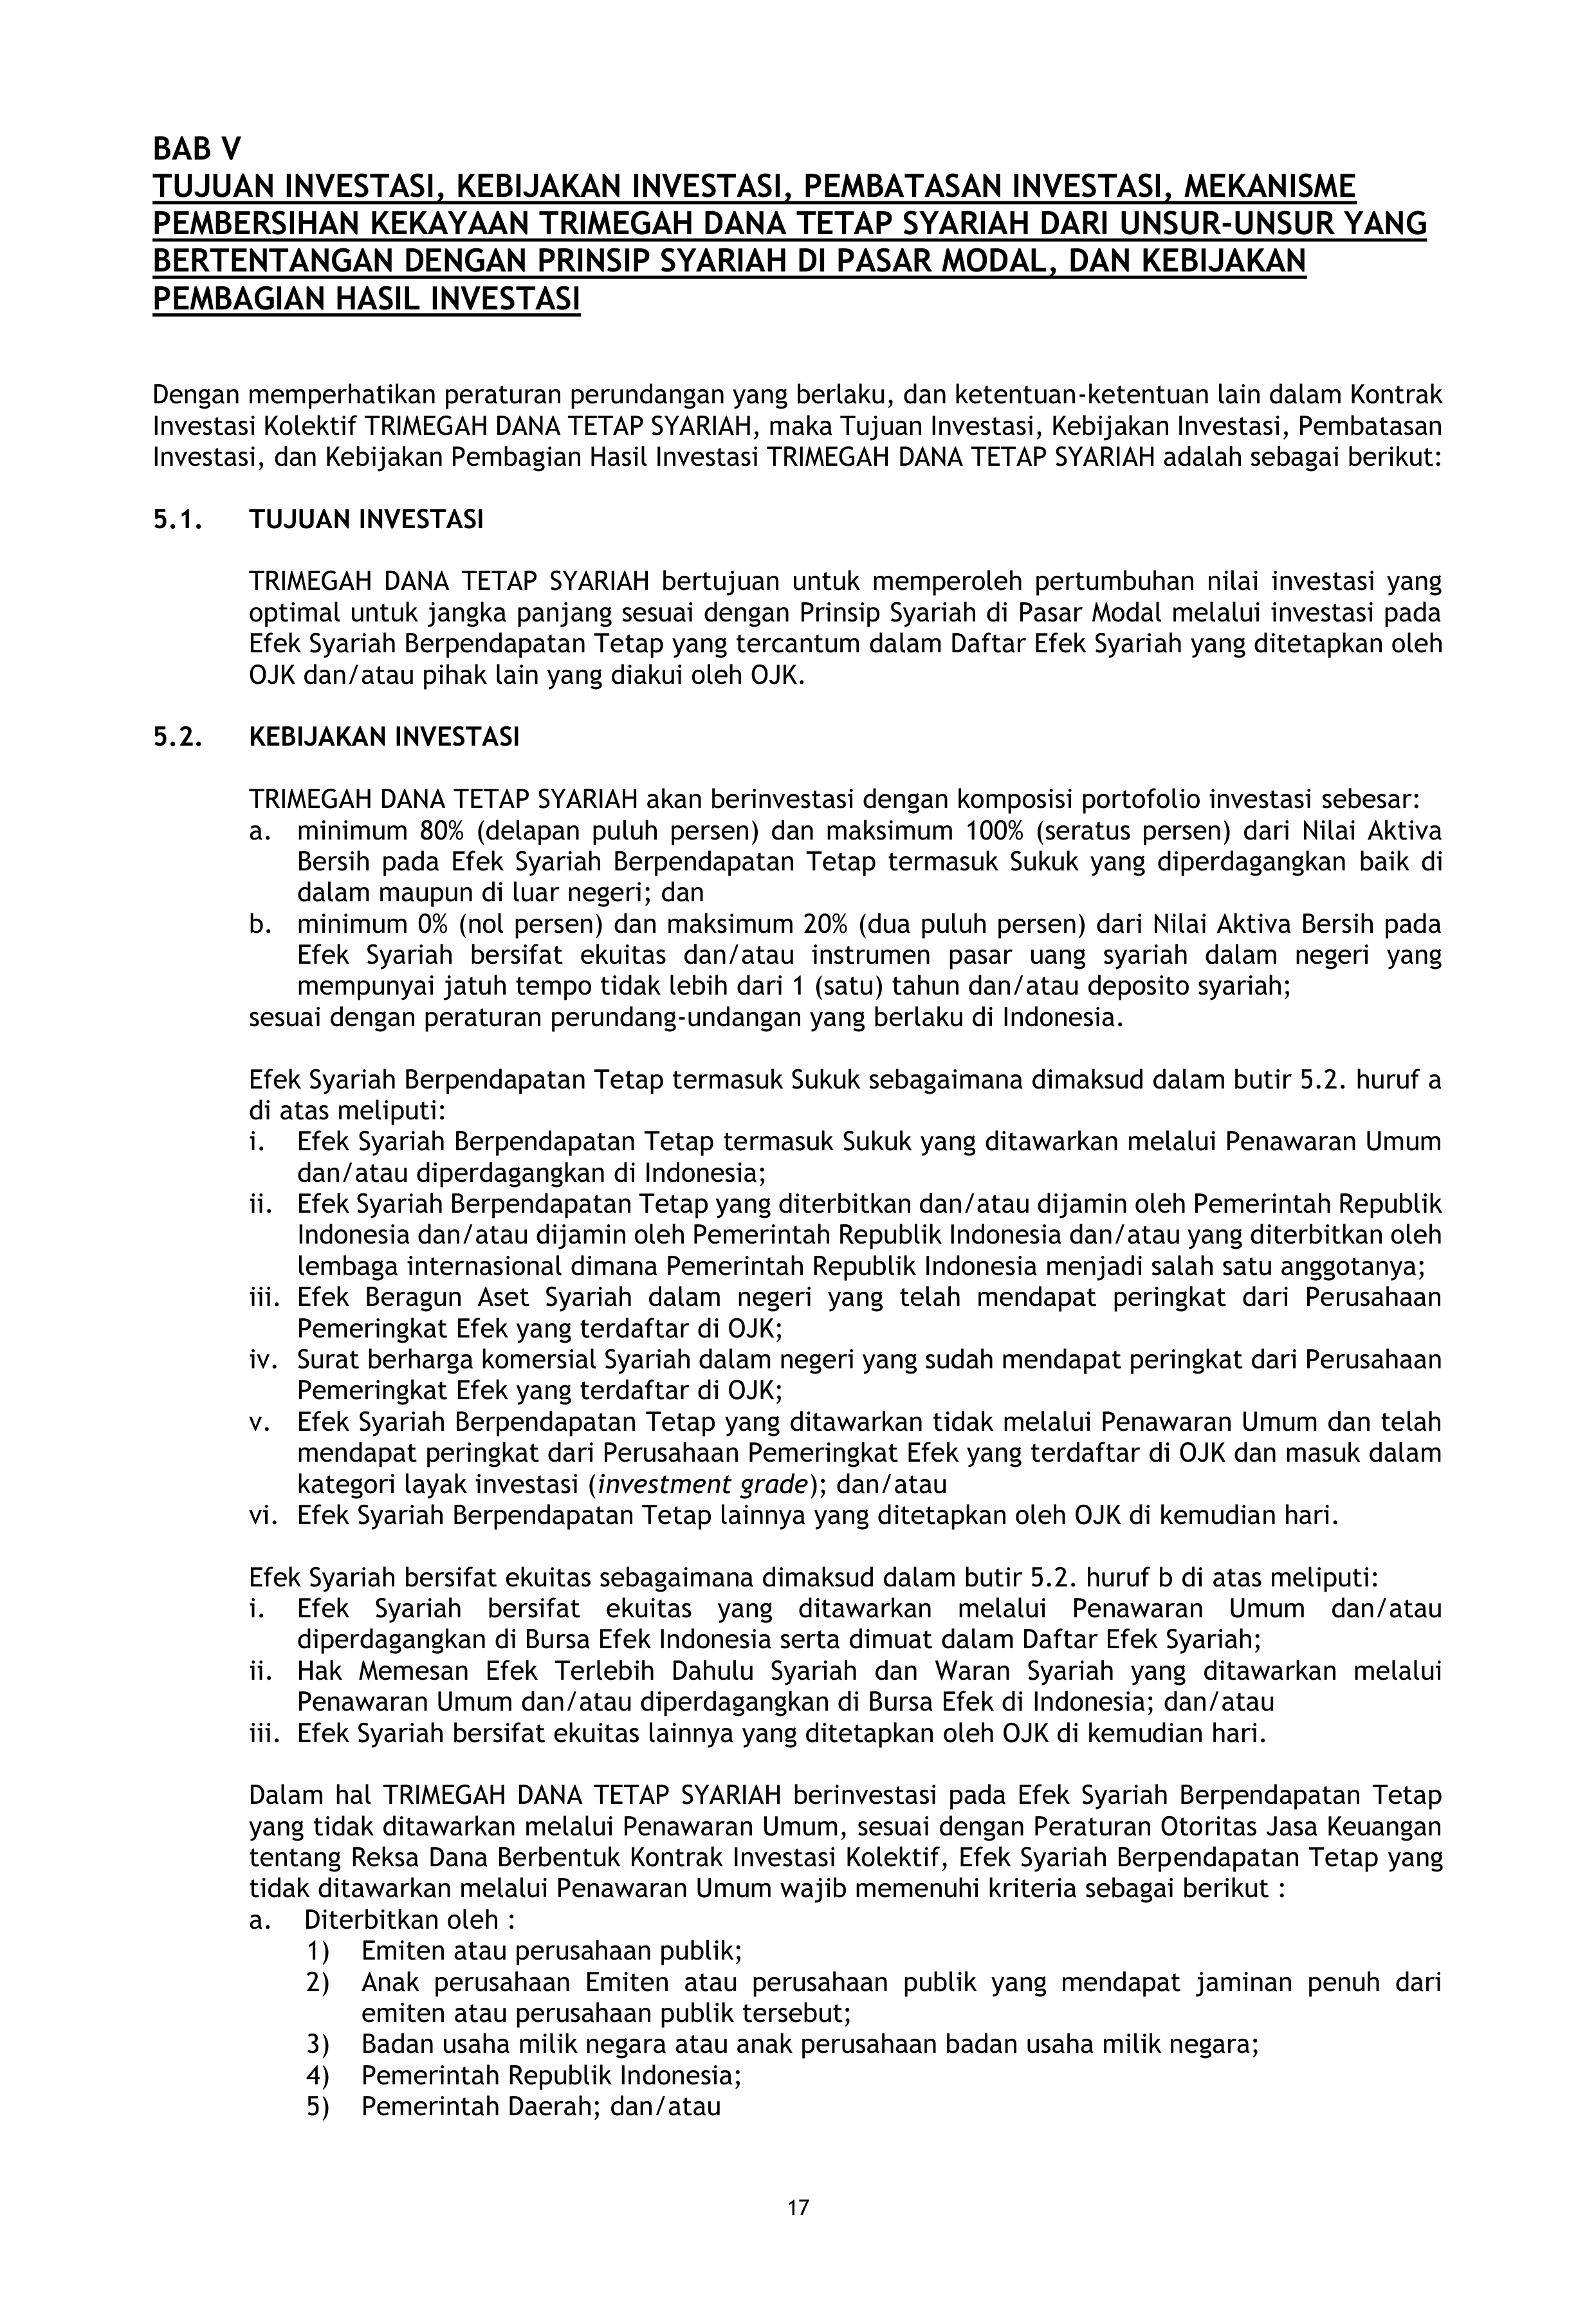 BAB V
TUJUAN INVESTASI, KEBIJAKAN INVESTASI, PEMBATASAN INVESTASI, MEKANISME
PEMBERSIHAN KEKAYAAN TRIMEGAH DANA TETAP SYARIAH DARI UNSUR-UNSUR YANG
BERTENTANGAN DENGAN PRINSIP SYARIAH DI PASAR MODAL, DAN KEBIJAKAN
PEMBAGIAN HASIL INVESTASI
Dengan memperhatikan peraturan perundangan yang berlaku, dan ketentuan-ketentuan lain dalam Kontrak
Investasi Kolektif TRIMEGAH DANA TETAP SYARIAH, maka Tujuan Investasi, Kebijakan Investasi, Pembatasan
Investasi, dan Kebijakan Pembagian Hasil Investasi TRIMEGAH DANA TETAP SYARIAH adalah sebagai berikut:
5.1. TUJUAN INVESTASI
TRIMEGAH DANA TETAP SYARIAH bertujuan untuk memperoleh pertumbuhan nilai investasi yang
optimal untuk jangka panjang sesuai dengan Prinsip Syariah di Pasar Modal melalui investasi pada
Efek Syariah Berpendapatan Tetap yang tercantum dalam Daftar Efek Syariah yang ditetapkan oleh
OJK dan/atau pihak lain yang diakui oleh OJK.
5.2. KEBIJAKAN INVESTASI
TRIMEGAH DANA TETAP SYARIAH akan berinvestasi dengan komposisi portofolio investasi sebesar:
a. minimum 80% (delapan puluh persen) dan maksimum 100% (seratus persen) dari Nilai Aktiva
Bersih pada Efek Syariah Berpendapatan Tetap termasuk Sukuk yang diperdagangkan baik di
dalam maupun di luar negeri; dan
b. minimum 0% (nol persen) dan maksimum 20% (dua puluh persen) dari Nilai Aktiva Bersih pada
Efek Syariah bersifat ekuitas dan/atau instrumen pasar uang syariah dalam negeri yang
mempunyai jatuh tempo tidak lebih dari 1 (satu) tahun dan/atau deposito syariah;
sesuai dengan peraturan perundang-undangan yang berlaku di Indonesia.
Efek Syariah Berpendapatan Tetap termasuk Sukuk sebagaimana dimaksud dalam butir 5.2. huruf a
di atas meliputi:
i. Efek Syariah Berpendapatan Tetap termasuk Sukuk yang ditawarkan melalui Penawaran Umum
dan/atau diperdagangkan di Indonesia;
ii. Efek Syariah Berpendapatan Tetap yang diterbitkan dan/atau dijamin oleh Pemerintah Republik
Indonesia dan/atau dijamin oleh Pemerintah Republik Indonesia dan/atau yang diterbitkan oleh
lembaga internasional dimana Pemerintah Republik Indonesia menjadi salah satu anggotanya;
iii. Efek Beragun Aset Syariah dalam negeri yang telah mendapat peringkat dari Perusahaan
Pemeringkat Efek yang terdaftar di OJK;
iv. Surat berharga komersial Syariah dalam negeri yang sudah mendapat peringkat dari Perusahaan
Pemeringkat Efek yang terdaftar di OJK;
v. Efek Syariah Berpendapatan Tetap yang ditawarkan tidak melalui Penawaran Umum dan telah
mendapat peringkat dari Perusahaan Pemeringkat Efek yang terdaftar di OJK dan masuk dalam
kategori layak investasi (investment grade); dan/atau
vi. Efek Syariah Berpendapatan Tetap lainnya yang ditetapkan oleh OJK di kemudian hari.
Efek Syariah bersifat ekuitas sebagaimana dimaksud dalam butir 5.2. huruf b di atas meliputi:
i. Efek Syariah bersifat ekuitas yang ditawarkan melalui Penawaran Umum dan/atau
diperdagangkan di Bursa Efek Indonesia serta dimuat dalam Daftar Efek Syariah;
ii. Hak Memesan Efek Terlebih Dahulu Syariah dan Waran Syariah yang ditawarkan melalui
Penawaran Umum dan/atau diperdagangkan di Bursa Efek di Indonesia; dan/atau
iii. Efek Syariah bersifat ekuitas lainnya yang ditetapkan oleh OJK di kemudian hari.
Dalam hal TRIMEGAH DANA TETAP SYARIAH berinvestasi pada Efek Syariah Berpendapatan Tetap
yang tidak ditawarkan melalui Penawaran Umum, sesuai dengan Peraturan Otoritas Jasa Keuangan
tentang Reksa Dana Berbentuk Kontrak Investasi Kolektif, Efek Syariah Berpendapatan Tetap yang
tidak ditawarkan melalui Penawaran Umum wajib memenuhi kriteria sebagai berikut :
a. Diterbitkan oleh :
1) Emiten atau perusahaan publik;
2) Anak perusahaan Emiten atau perusahaan publik yang mendapat jaminan penuh dari
emiten atau perusahaan publik tersebut;
3) Badan usaha milik negara atau anak perusahaan badan usaha milik negara;
4) Pemerintah Republik Indonesia;
5) Pemerintah Daerah; dan/atau
17